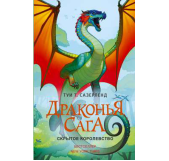 ТУИ Т. САЗЕРЛЕНД
ДРАКОНЬЯ
САГА
СКРЫТОЕ КОРОЛЕВСТВО